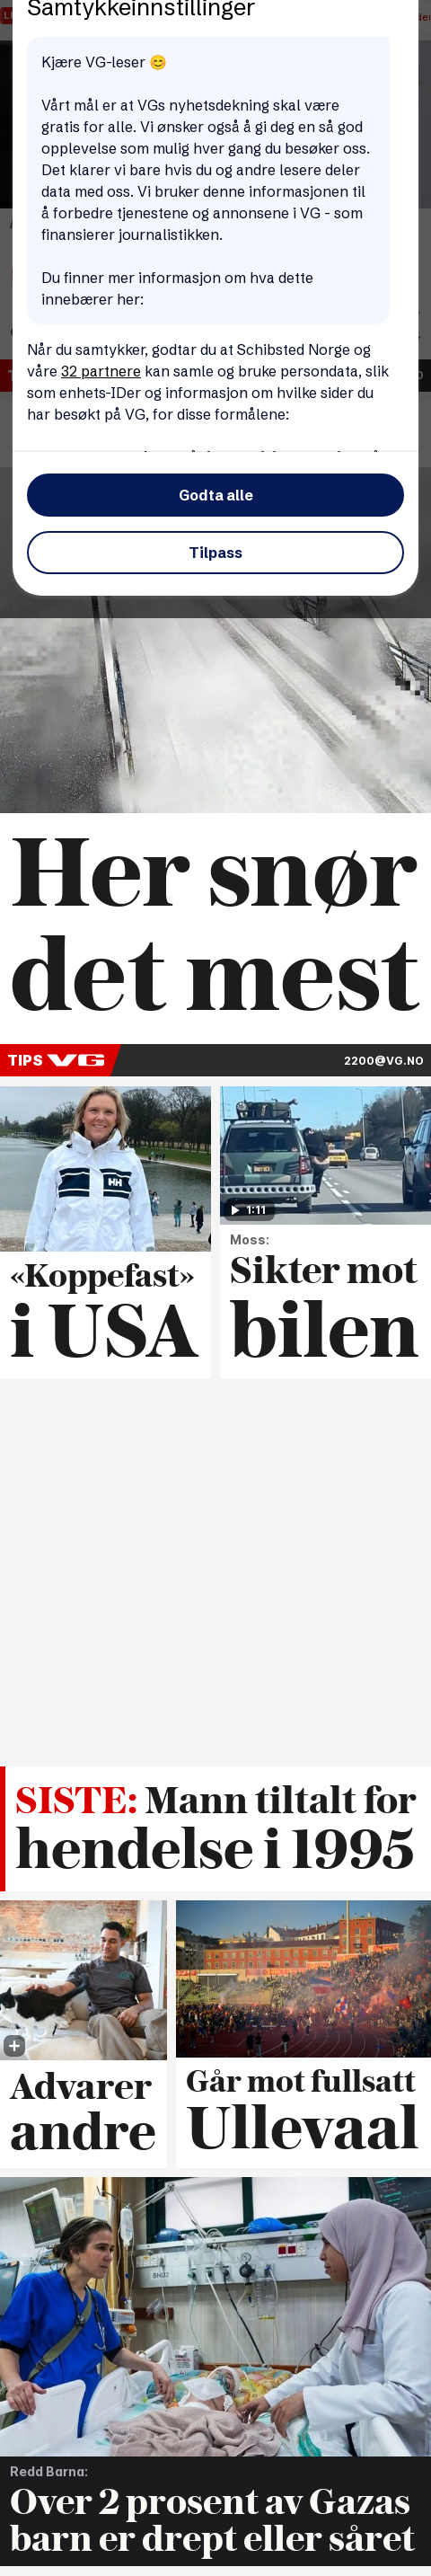 Samtykkeinnstillinger
Kjære VG-leser 😊
Vårt mål er at VGs nyhetsdekning skal være
gratis for alle. Vi ønsker også å gi deg en så god
opplevelse som mulig hver gang du besøker oss.
Det klarer vi bare hvis du og andre lesere deler
data med oss. Vi bruker denne informasjonen til
å forbedre tjenestene og annonsene i VG - som
finansierer journalistikken.
Du finner mer informasjon om hva dette
innebærer her:
Når du samtykker, godtar du at Schibsted Norge og
våre 32 partnere kan samle og bruke persondata, slik
som enhets-IDer og informasjon om hvilke sider du
har besøkt på VG, for disse formålene:
Godta alle
Tilpass
Her snør
det mest
TIPS VG
2200@VG.NO
HH
1:11
«Koppefast»
i USA
Moss:
Sikter mot
bilen
SISTE: Mann tiltalt for
hendelse i 1995
Advarer
andre
Går mot fullsatt
Ullevaal
BHU2
Redd Barna:
Over 2 prosent av Gazas
barn er drept eller såret